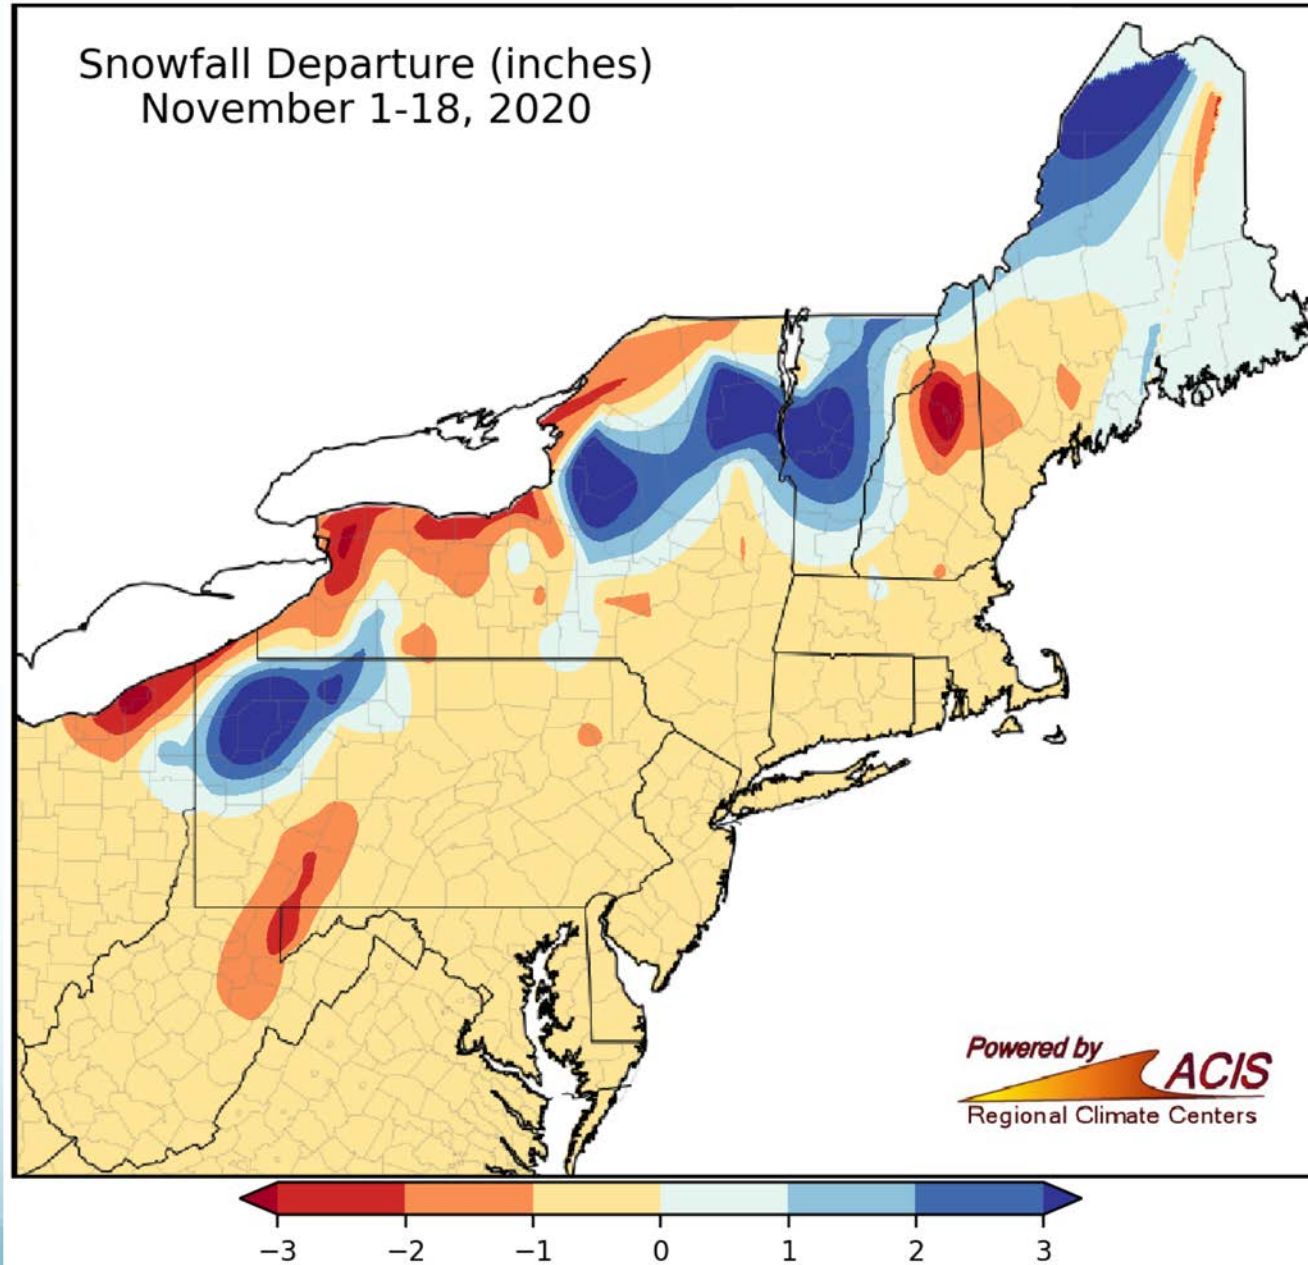 Snowfall Departure (inches)
November 1-18, 2020
Powered by
ACIS
Regional Climate Centers
−3 −2 −1 0 1 2 3